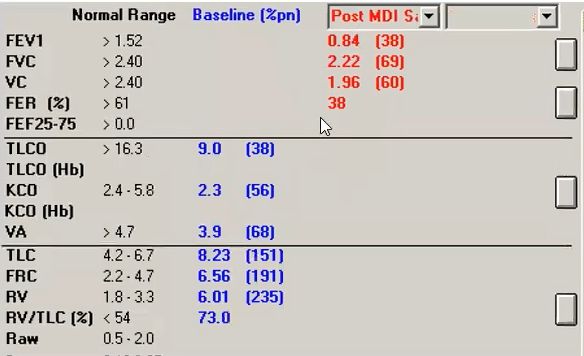 Normal Range Baseline (%pn) Post MDI
FEV1 > 1.52 0.84 (38)
FVC > 2.40 2.22 (69)
VC > 2.40 1.96 (60)
FER (%) > 61 38
FEF25-75 > 0.0
TLCO > 16.3 9.0 (38)
TLCO (Hb)
KCO 2.4 - 5.8 2.3 (56)
KCO (Hb)
VA > 4.7 3.9 (68)
TLC 4.2 - 6.7 8.23 (151)
FRC 2.2 - 4.7 6.56 (191)
RV 1.8 - 3.3 6.01 (235)
RV/TLC (%) < 54 73.0
Raw 0.5 - 2.0